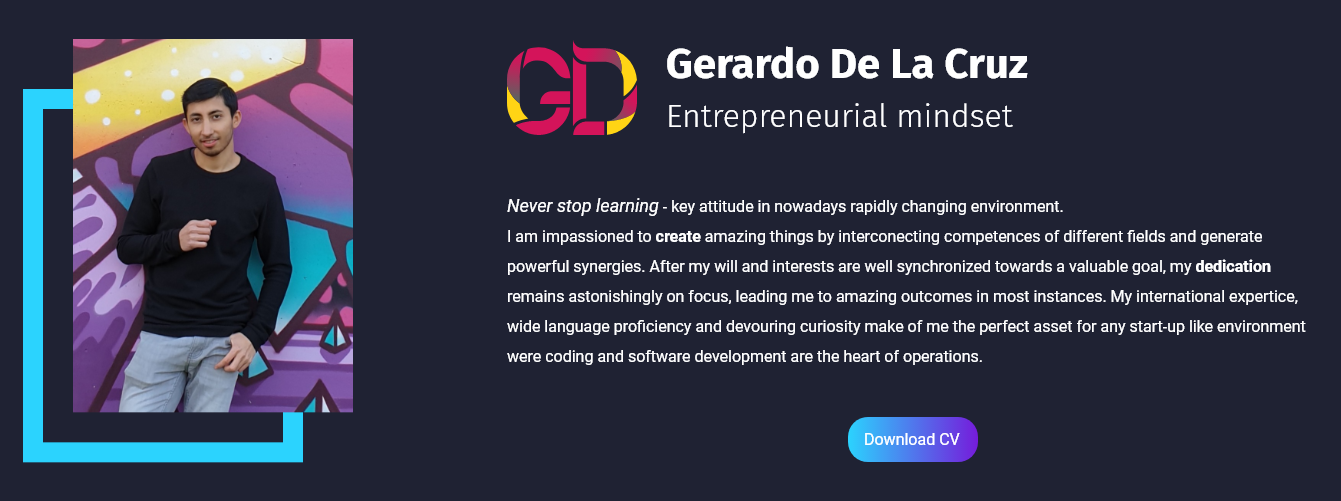 GD
Gerardo De La Cruz
Entrepreneurial mindset
Never stop learning - key attitude in nowadays rapidly changing environment.
I am impassioned to create amazing things by interconecting competences of different fields and generate
powerful synergies. After my will and interests are well synchronized towards a valuable goal, my dedication
remains astonishingly on focus, leading me to amazing outcomes in most instances. My international expertice,
wide language proficiency and devouring curiosity make of me the perfect asset for any start-up like environment
were coding and software development are the heart of operations.
Download CV